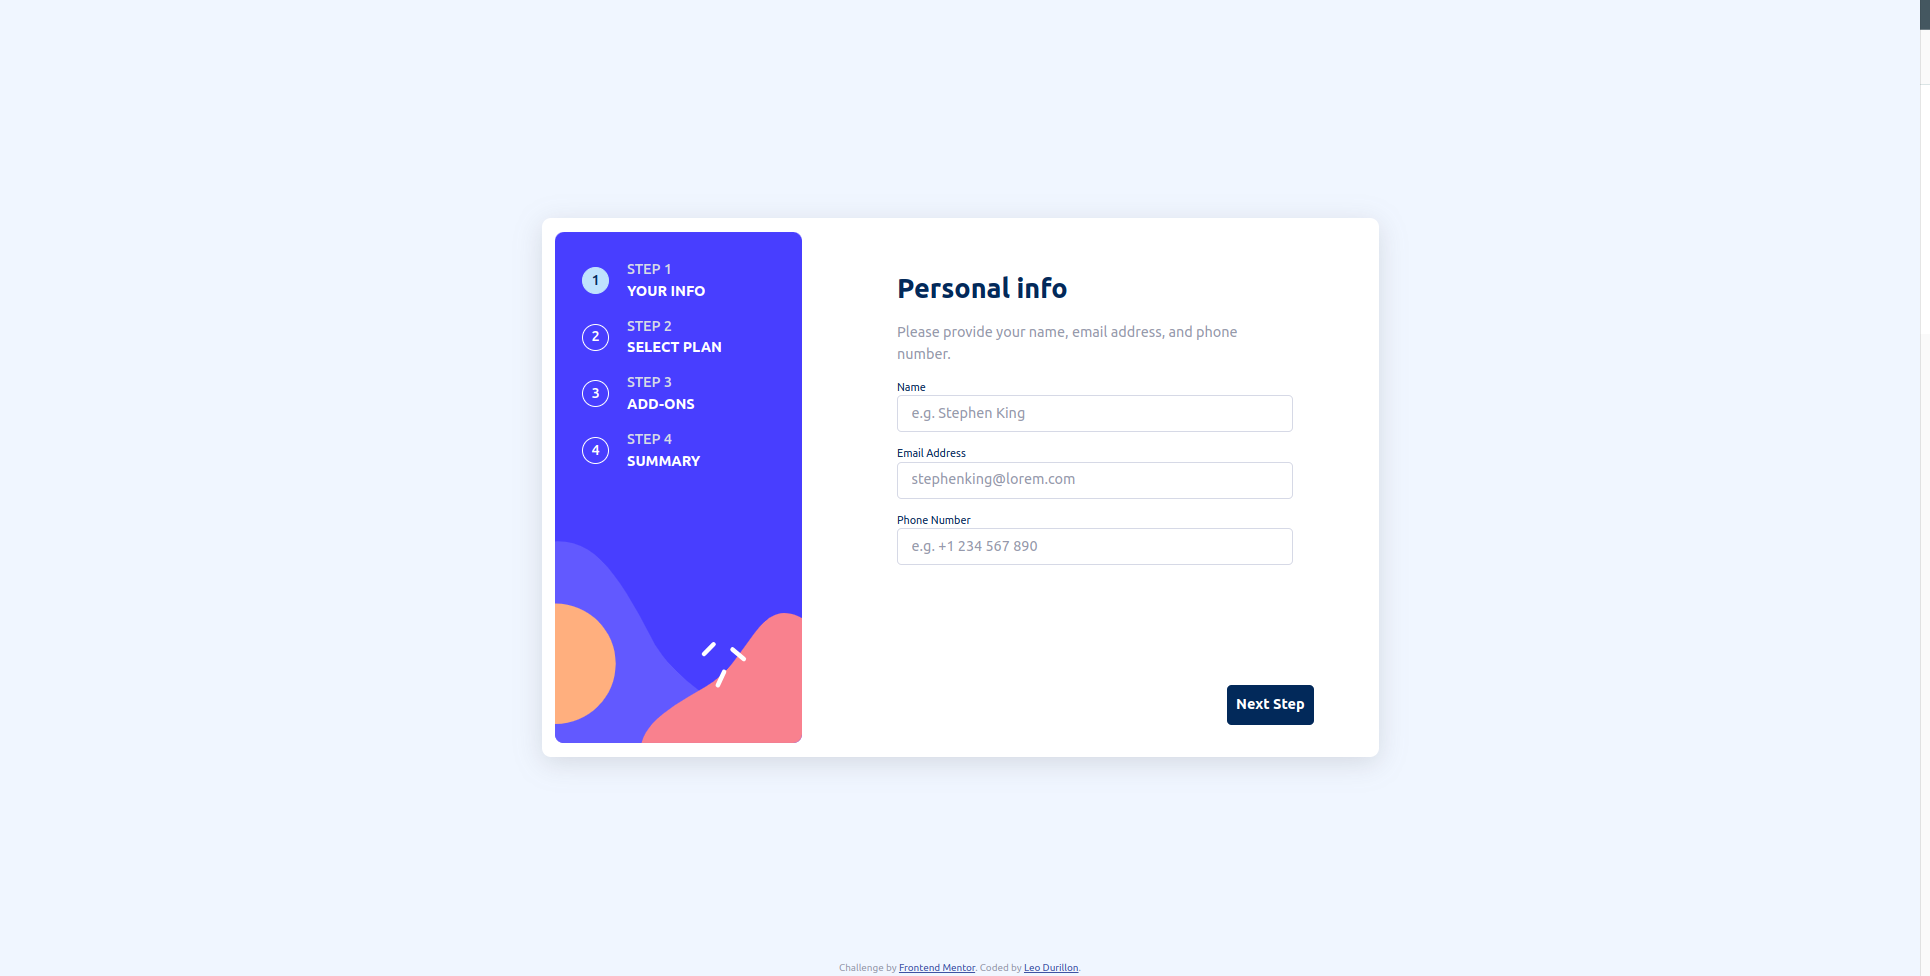 1
STEP 1
YOUR INFO
2
STEP 2
SELECT PLAN
3
STEP 3
ADD-ONS
4
STEP 4
SUMMARY
Personal info
Please provide your name, email address, and phone
number.
Name
e.g. Stephen King
Email Address
stephenking@lorem.com
Phone Number
e.g. +1 234 567 890
Next Step
Challenge by Frontend Mentor. Coded by Leo Durillon.